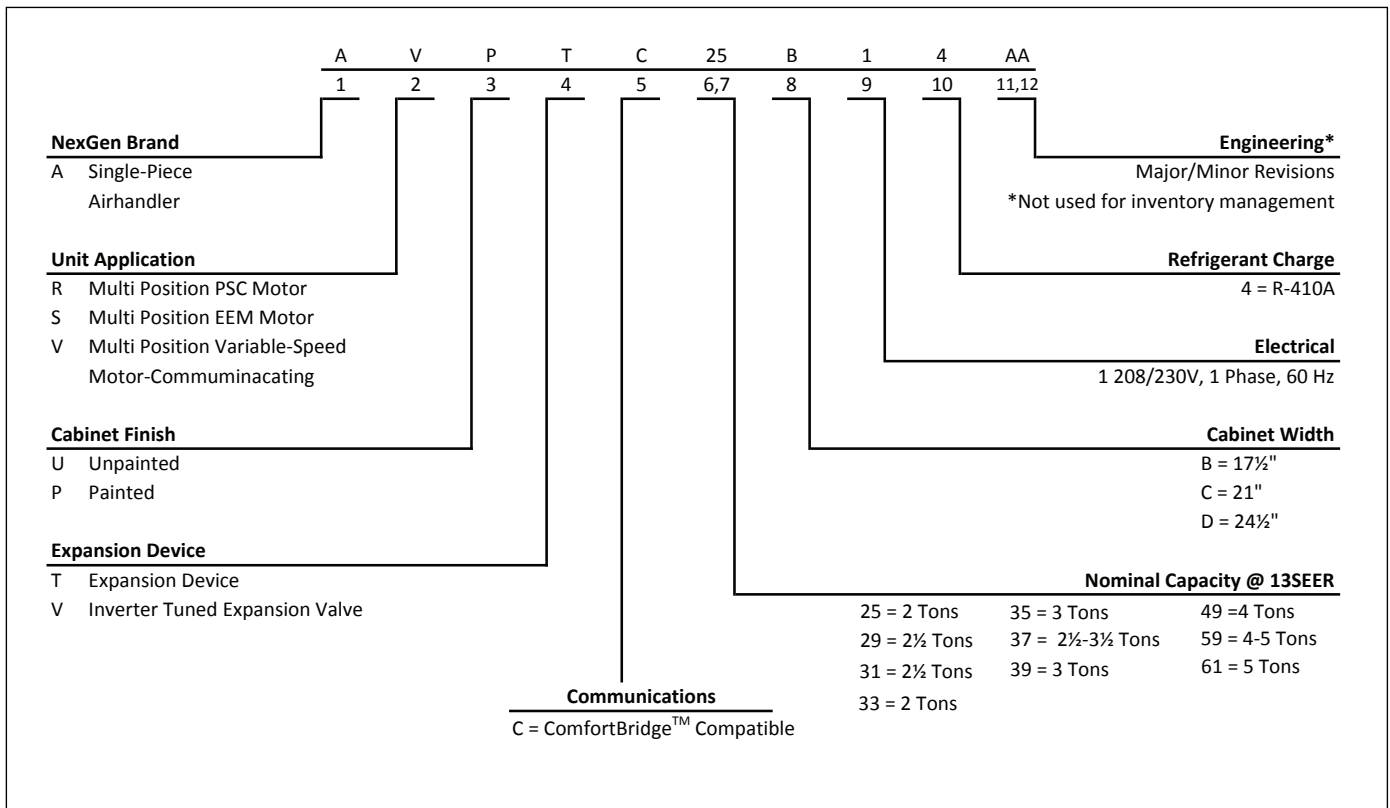 A V P T C 25 B 1 4 AA
1 2 3 4 5 6,7 8 9 10 11,12
NexGen Brand
A Single-Piece
Airhandler
Unit Application
R Multi Position PSC Motor
S Multi Position EEM Motor
V Multi Position Variable-Speed
Motor-Commuminacating
Cabinet Finish
U Unpainted
P Painted
Expansion Device
T Expansion Device
V Inverter Tuned Expansion Valve
Communications
C = ComfortBridge™ Compatible
Engineering*
Major/Minor Revisions
*Not used for inventory management
Refrigerant Charge
4 = R-410A
Electrical
1 208/230V, 1 Phase, 60 Hz
Cabinet Width
B = 17½"
C = 21"
D = 24½"
Nominal Capacity @ 13SEER
25 = 2 Tons 35 = 3 Tons 49 =4 Tons
29 = 2½ Tons 37 = 2½-3½ Tons 59 = 4-5 Tons
31 = 2½ Tons 39 = 3 Tons 61 = 5 Tons
33 = 2 Tons